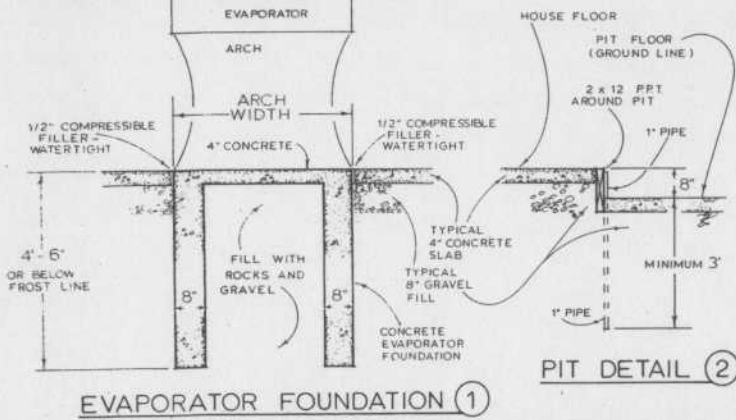 EVAPORATOR
ARCH
ARCH
WIDTH
1/2" COMPRESSIBLE
FILLER -
WATERTIGHT
4" CONCRETE
1/2" COMPRESSIBLE
FILLER -
WATERTIGHT
4'- 6"
OR BELOW
FROST LINE
8"
FILL WITH
ROCKS AND
GRAVEL
8"
TYPICAL
4" CONCRETE
SLAB
TYPICAL
8" GRAVEL
FILL
CONCRETE
EVAPORATOR
FOUNDATION
EVAPORATOR FOUNDATION 1
HOUSE FLOOR
PIT FLOOR
(GROUND LINE)
2 x 12 P.P.T.
AROUND PIT
1" PIPE
8"
MINIMUM 3'
1" PIPE
PIT DETAIL 2